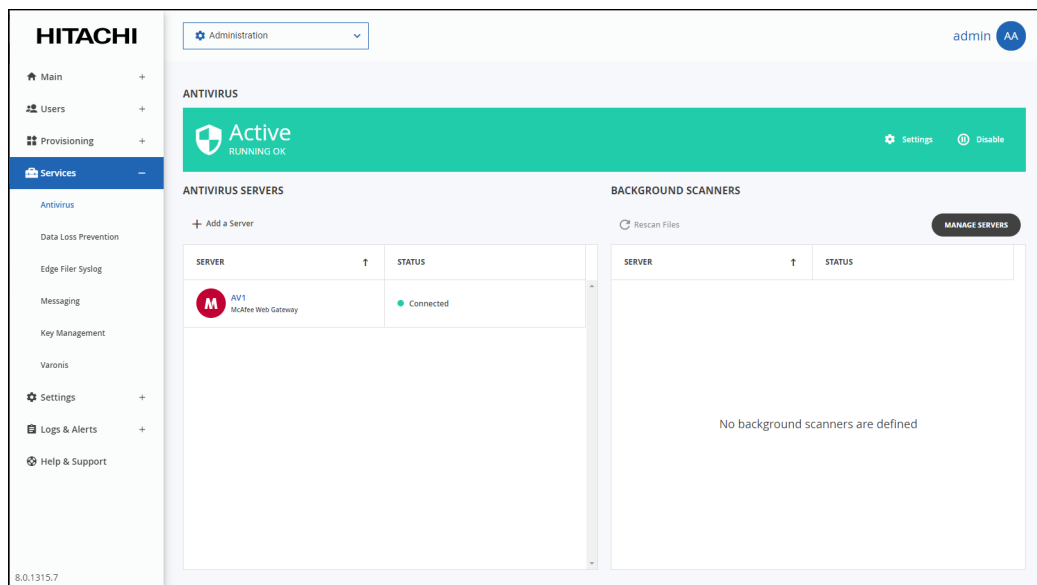 HITACHI
Administration
admin
AA
Main
Users
Provisioning
Services
Antivirus
Data Loss Prevention
Edge Filer Syslog
Messaging
Key Management
Varonis
Settings
Logs & Alerts
Help & Support
8.0.1315.7
ANTIVIRUS
Active
RUNNING OK
Settings
Disable
ANTIVIRUS SERVERS
Add a Server
SERVER
STATUS
M
AV1
McAfee Web Gateway
Connected
BACKGROUND SCANNERS
Rescan Files
MANAGE SERVERS
SERVER
STATUS
No background scanners are defined